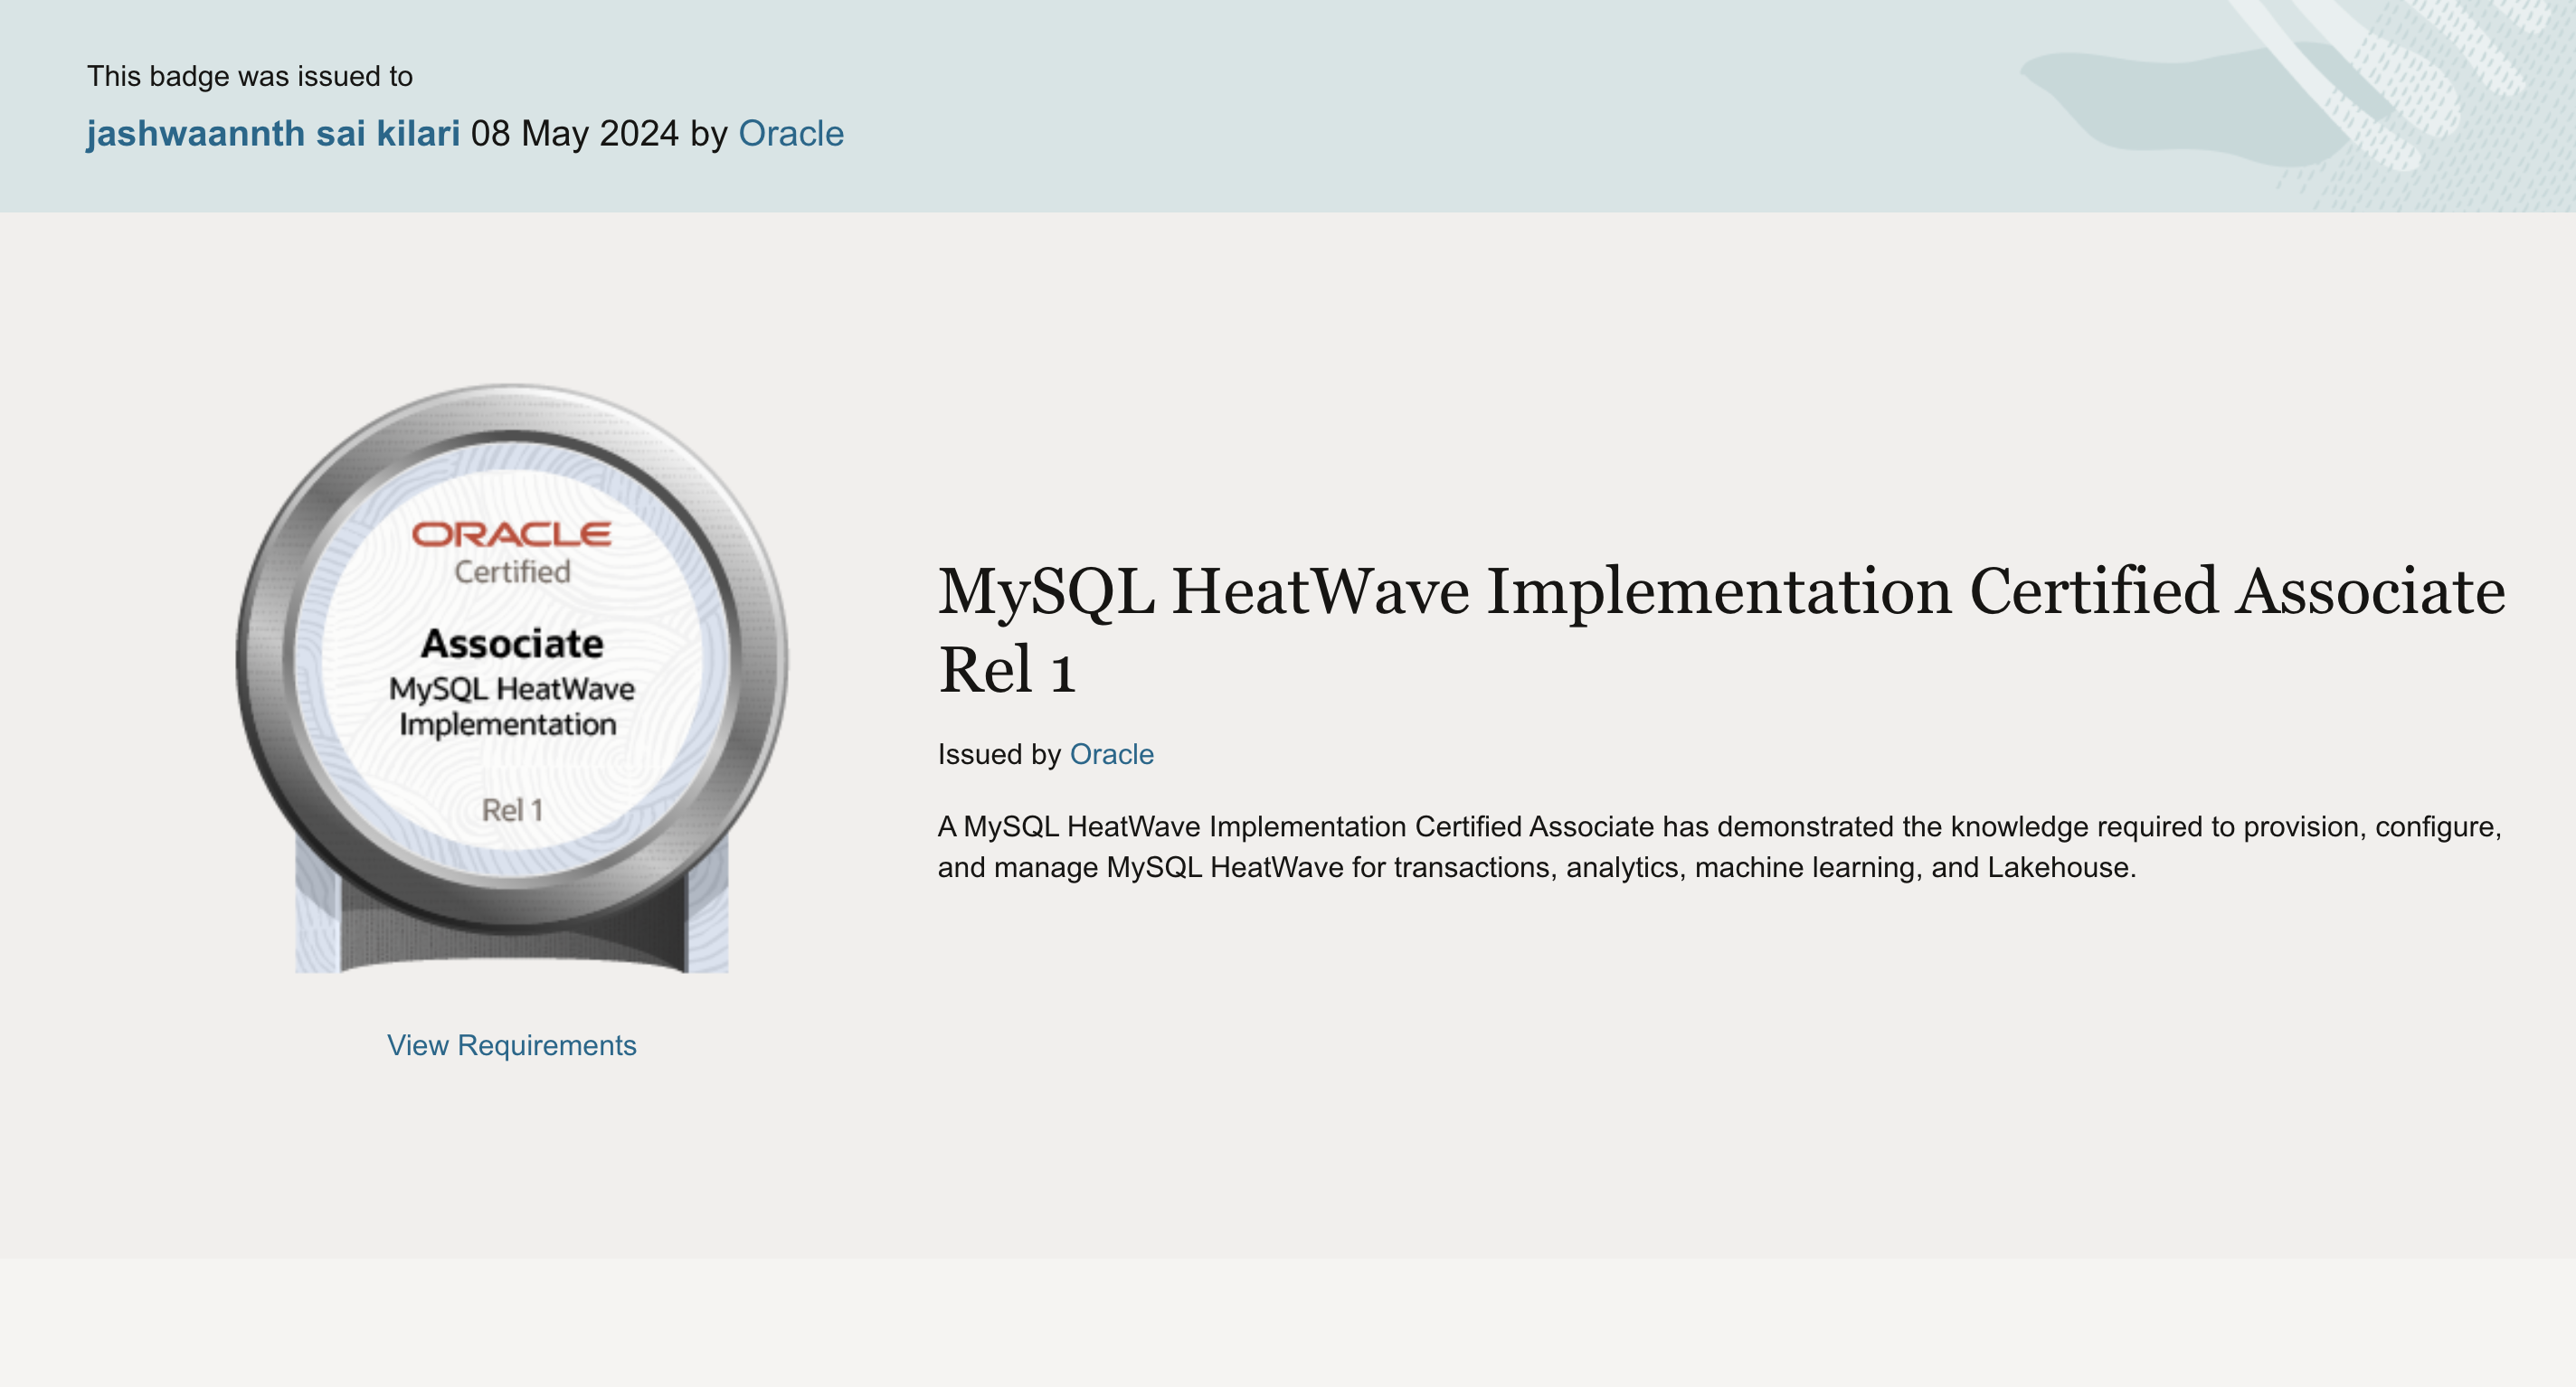 This badge was issued to
jashwaannth sai kilari 08 May 2024 by Oracle
ORACLE
Certified
Associate
MySQL HeatWave
Implementation
Rel 1
View Requirements
MySQL HeatWave Implementation Certified Associate
Rel 1
Issued by Oracle
A MySQL HeatWave Implementation Certified Associate has demonstrated the knowledge required to provision, configure,
and manage MySQL HeatWave for transactions, analytics, machine learning, and Lakehouse.